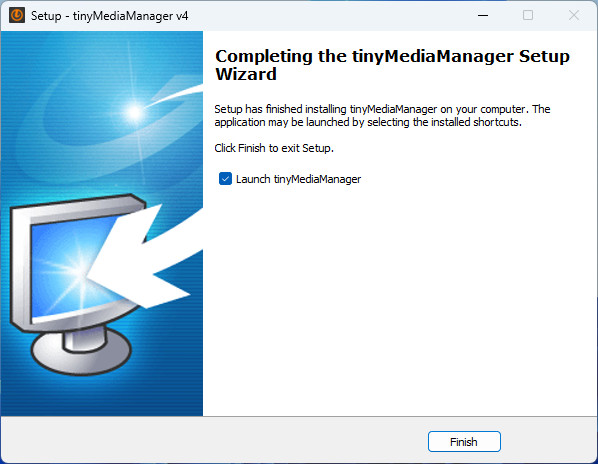 Setup - tinyMediaManager v4
Completing the tinyMediaManager Setup
Wizard
Setup has finished installing tinyMediaManager on your computer. The
application may be launched by selecting the installed shortcuts.
Click Finish to exit Setup.
Launch tinyMediaManager
Finish